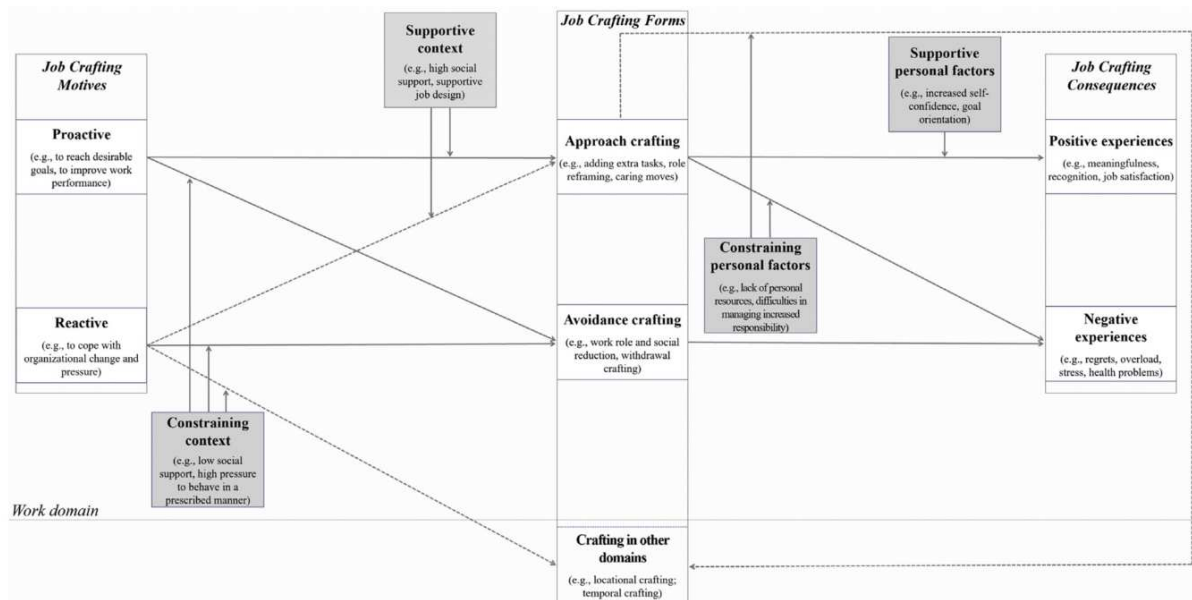 Job Crafting
Motives
Proactive
(e.g., to reach desirable
goals, to improve work
performance)
Reactive
(e.g., to cope with
organizational change and
pressure)
Supportive
context
(e.g., high social
support, supportive
job design)
Constraining
context
(e.g., low social
support, high pressure
to behave in a
prescribed manner)
Job Crafting Forms
Approach crafting
(e.g., adding extra tasks, role
reframing, caring moves)
Avoidance crafting
(e.g., work role and social
reduction, withdrawal
crafting)
Crafting in other
domains
(e.g., locational crafting;
temporal crafting)
Constraining
personal factors
(e.g., lack of personal
resources, difficulties in
managing increased
responsibility)
Supportive
personal factors
(e.g., increased self-
confidence, goal
orientation)
Job Crafting
Consequences
Positive experiences
(e.g., meaningfulness,
recognition, job satisfaction)
Negative
experiences
(e.g., regrets, overload,
stress, health problems)
Work domain